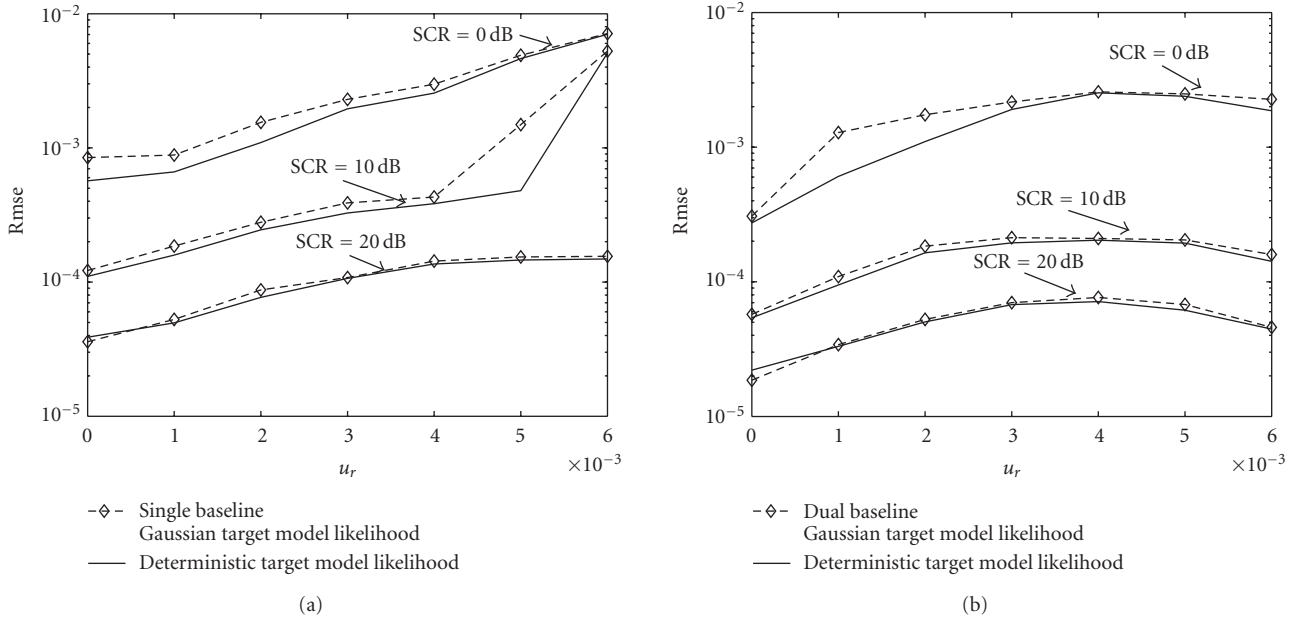 10⁻²
10⁻³
10⁻⁴
10⁻⁵
Rmse
SCR = 0 dB
SCR = 10 dB
SCR = 20 dB
0 1 2 3 4 5 6
×10⁻³
u_r
Single baseline
Gaussian target model likelihood
Deterministic target model likelihood
(a)
10⁻²
10⁻³
10⁻⁴
10⁻⁵
Rmse
SCR = 0 dB
SCR = 10 dB
SCR = 20 dB
0 1 2 3 4 5 6
×10⁻³
u_r
Dual baseline
Gaussian target model likelihood
Deterministic target model likelihood
(b)